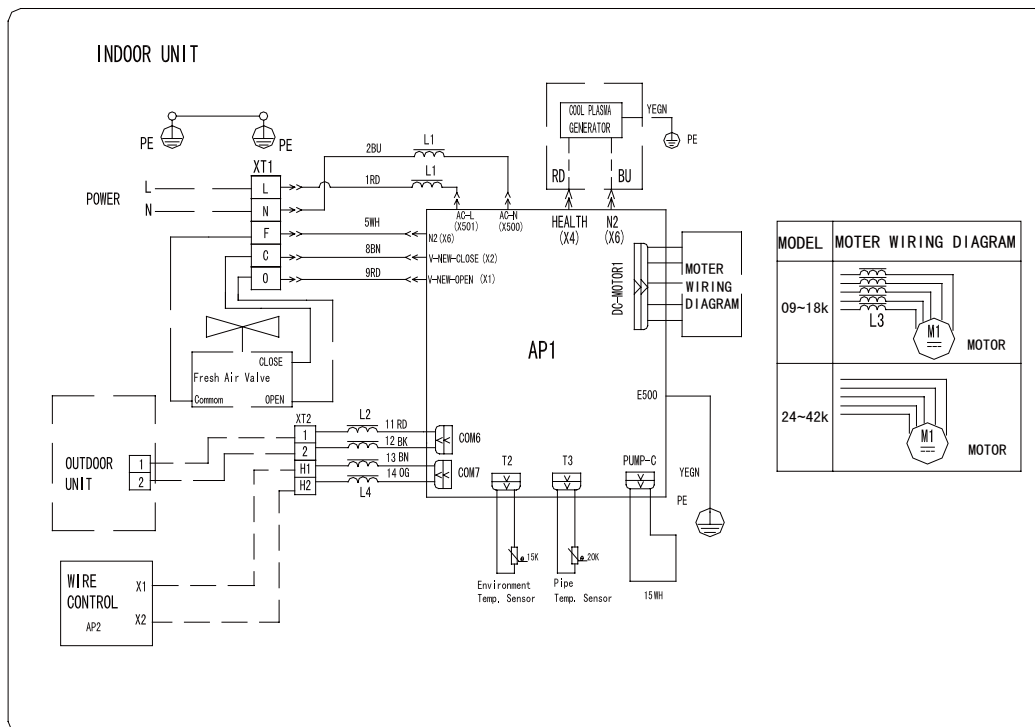 INDOOR UNIT
PE
PE
XT1
POWER
L
N
L
N
F
C
O
2BU
L1
1RD
L1
5WH
8BN
9RD
AC-L
(X501)
AC-N
(X500)
N2(X6)
V-NEW-CLOSE (X2)
V-NEW-OPEN (X1)
COOL PLASMA
GENERATOR
YEGN
PE
RD
BU
HEALTH
(X4)
N2
(X6)
DC-MOTOR1
MOTER
WIRING
DIAGRAM
AP1
CLOSE
Fresh Air Valve
Commom
OPEN
OUTDOOR
UNIT
1
2
XT2
1
2
H1
H2
L2
11 RD
12 BK
13 BN
14 OG
L4
COM6
COM7
WIRE
CONTROL
AP2
X1
X2
T2
T3
PUMP-C
E500
YEGN
PE
15K
20K
Environment
Temp. Sensor
Pipe
Temp. Sensor
15WH
MODEL
MOTER WIRING DIAGRAM
09~18k
L3
M1
MOTOR
24~42k
M1
MOTOR